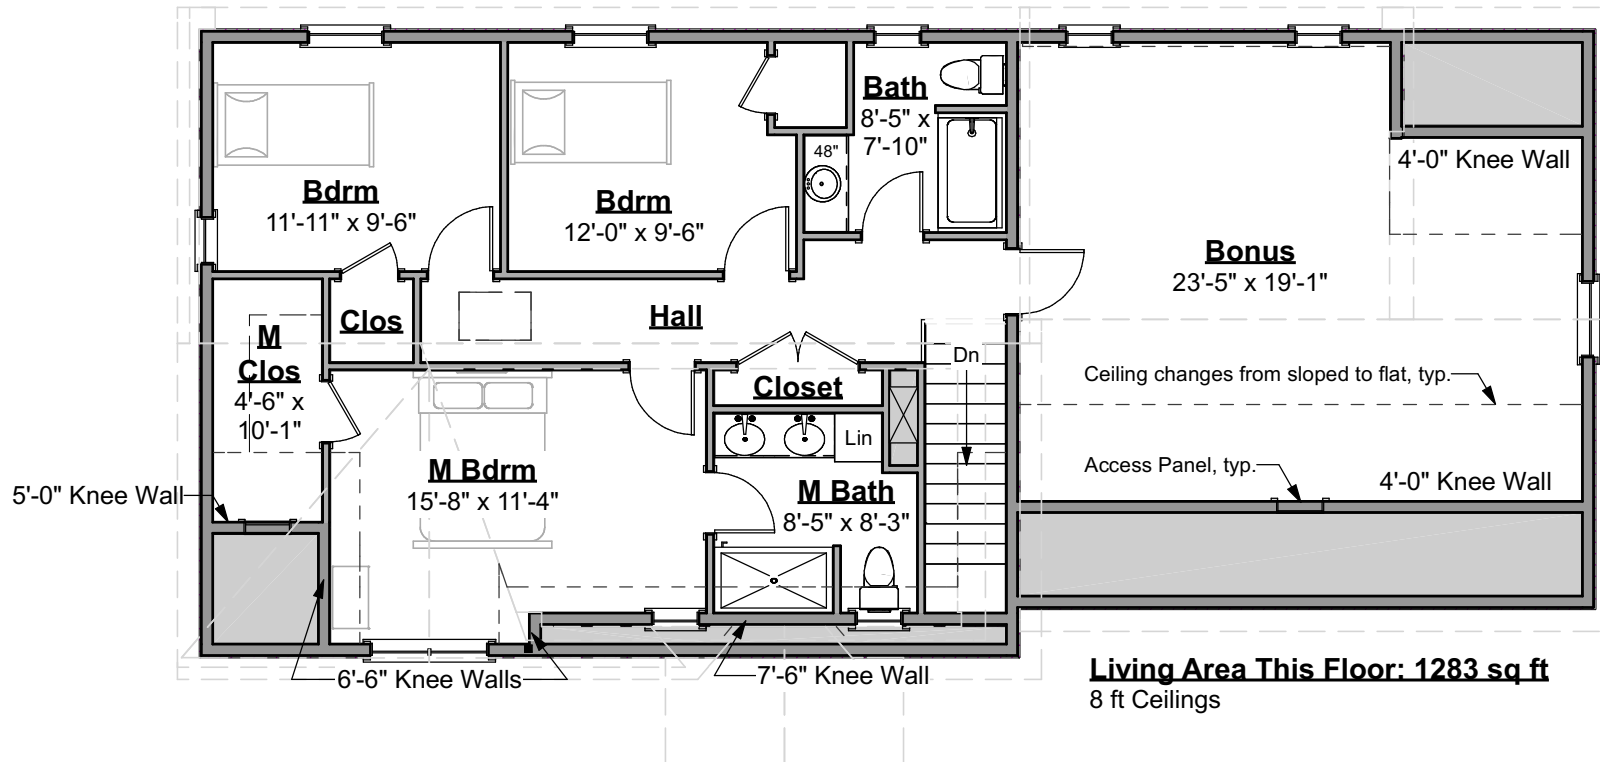 Bath
8'-5" x
7'-10"
48"
4'-0" Knee Wall
Bdrm
11'-11" x 9'-6"
Bdrm
12'-0" x 9'-6"
Bonus
23'-5" x 19'-1"
Clos
Hall
M
Clos
4'-6" x
10'-1"
Dn
Closet
Ceiling changes from sloped to flat, typ.
Lin
M Bdrm
15'-8" x 11'-4"
Access Panel, typ.
4'-0" Knee Wall
5'-0" Knee Wall
M Bath
8'-5" x 8'-3"
6'-6" Knee Walls
7'-6" Knee Wall
Living Area This Floor: 1283 sq ft
8 ft Ceilings